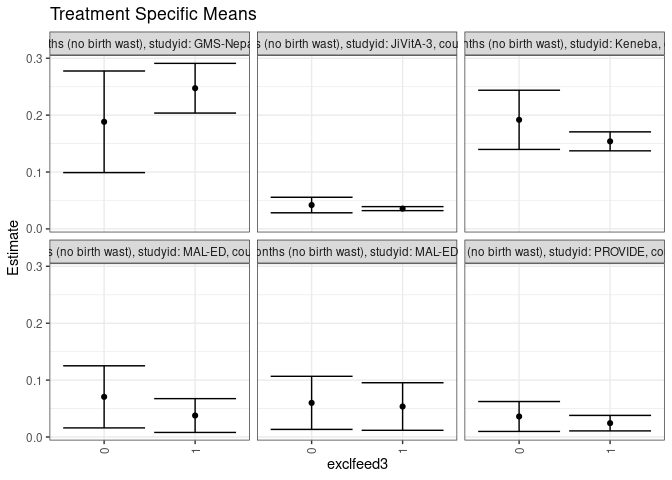 Treatment Specific Means
ths (no birth wast), studyid: GMS-Nepa
s (no birth wast), studyid: JiVitA-3, cou
nths (no birth wast), studyid: Keneba,
0.3
0.2
0.1
0.0
s (no birth wast), studyid: MAL-ED, cou
onths (no birth wast), studyid: MAL-ED
(no birth wast), studyid: PROVIDE, co
0.3
0.2
0.1
0.0
Estimate
0 1 0 1 0 1
exclfeed3